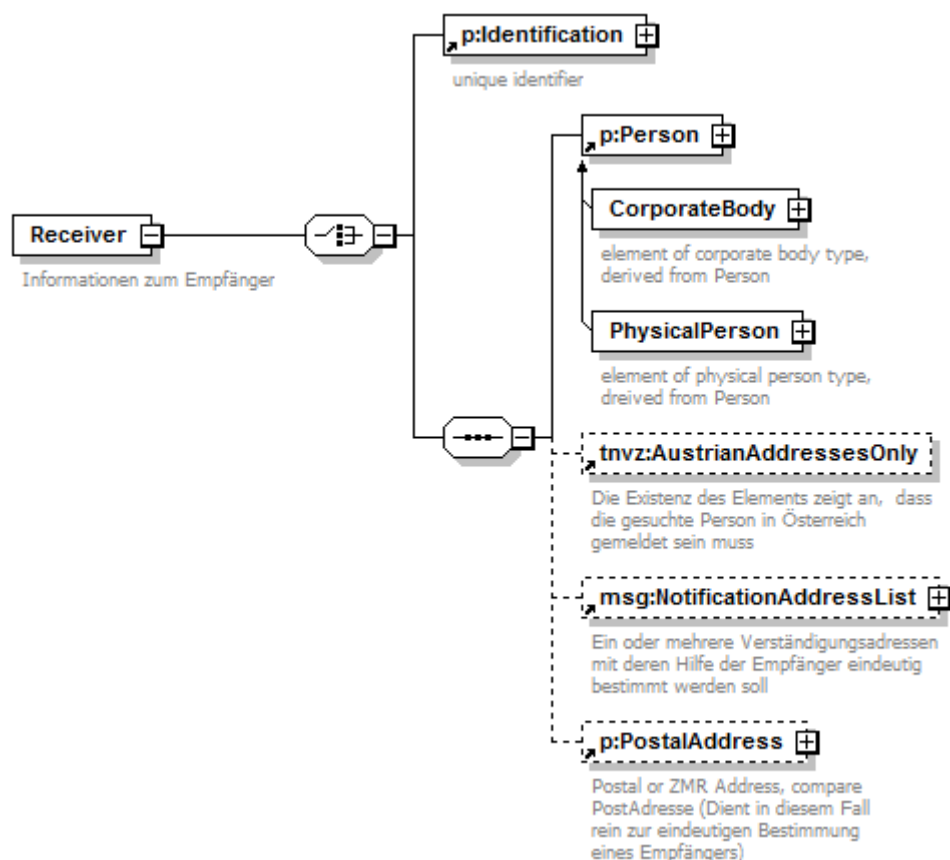 p:Identification
unique identifier
p:Person
CorporateBody
element of corporate body type,
derived from Person
Receiver
Informationen zum Empfänger
PhysicalPerson
element of physical person type,
dreived from Person
tnvz:AustrianAddressesOnly
Die Existenz des Elements zeigt an, dass
die gesuchte Person in Österreich
gemeldet sein muss
msg:NotificationAddressList
Ein oder mehrere Verständigungsadressen
mit deren Hilfe der Empfänger eindeutig
bestimmt werden soll
p:PostalAddress
Postal or ZMR Address, compare
PostAdresse (Dient in diesem Fall
rein zur eindeutigen Bestimmung
eines Empfängers)